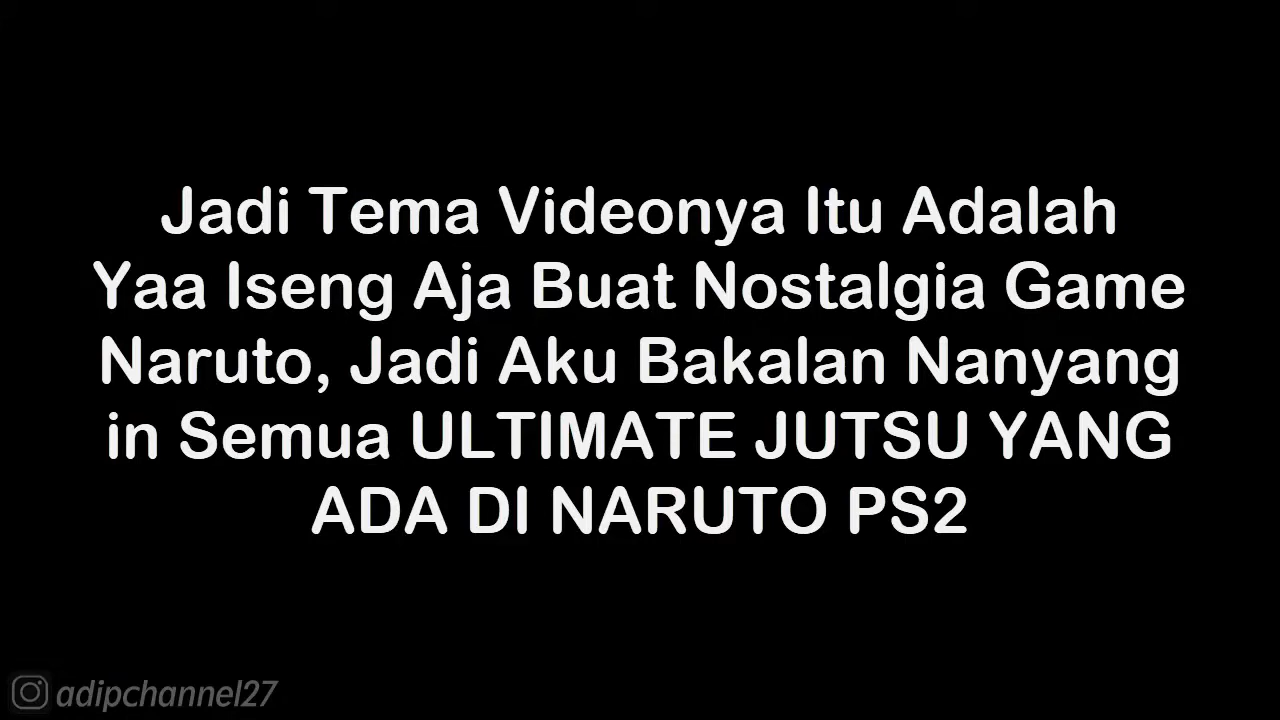 Jadi Tema Videonya Itu Adalah
Yaa Iseng Aja Buat Nostalgia Game
Naruto, Jadi Aku Bakalan Nanyang
in Semua ULTIMATE JUTSU YANG
ADA DI NARUTO PS2
adipchannel27